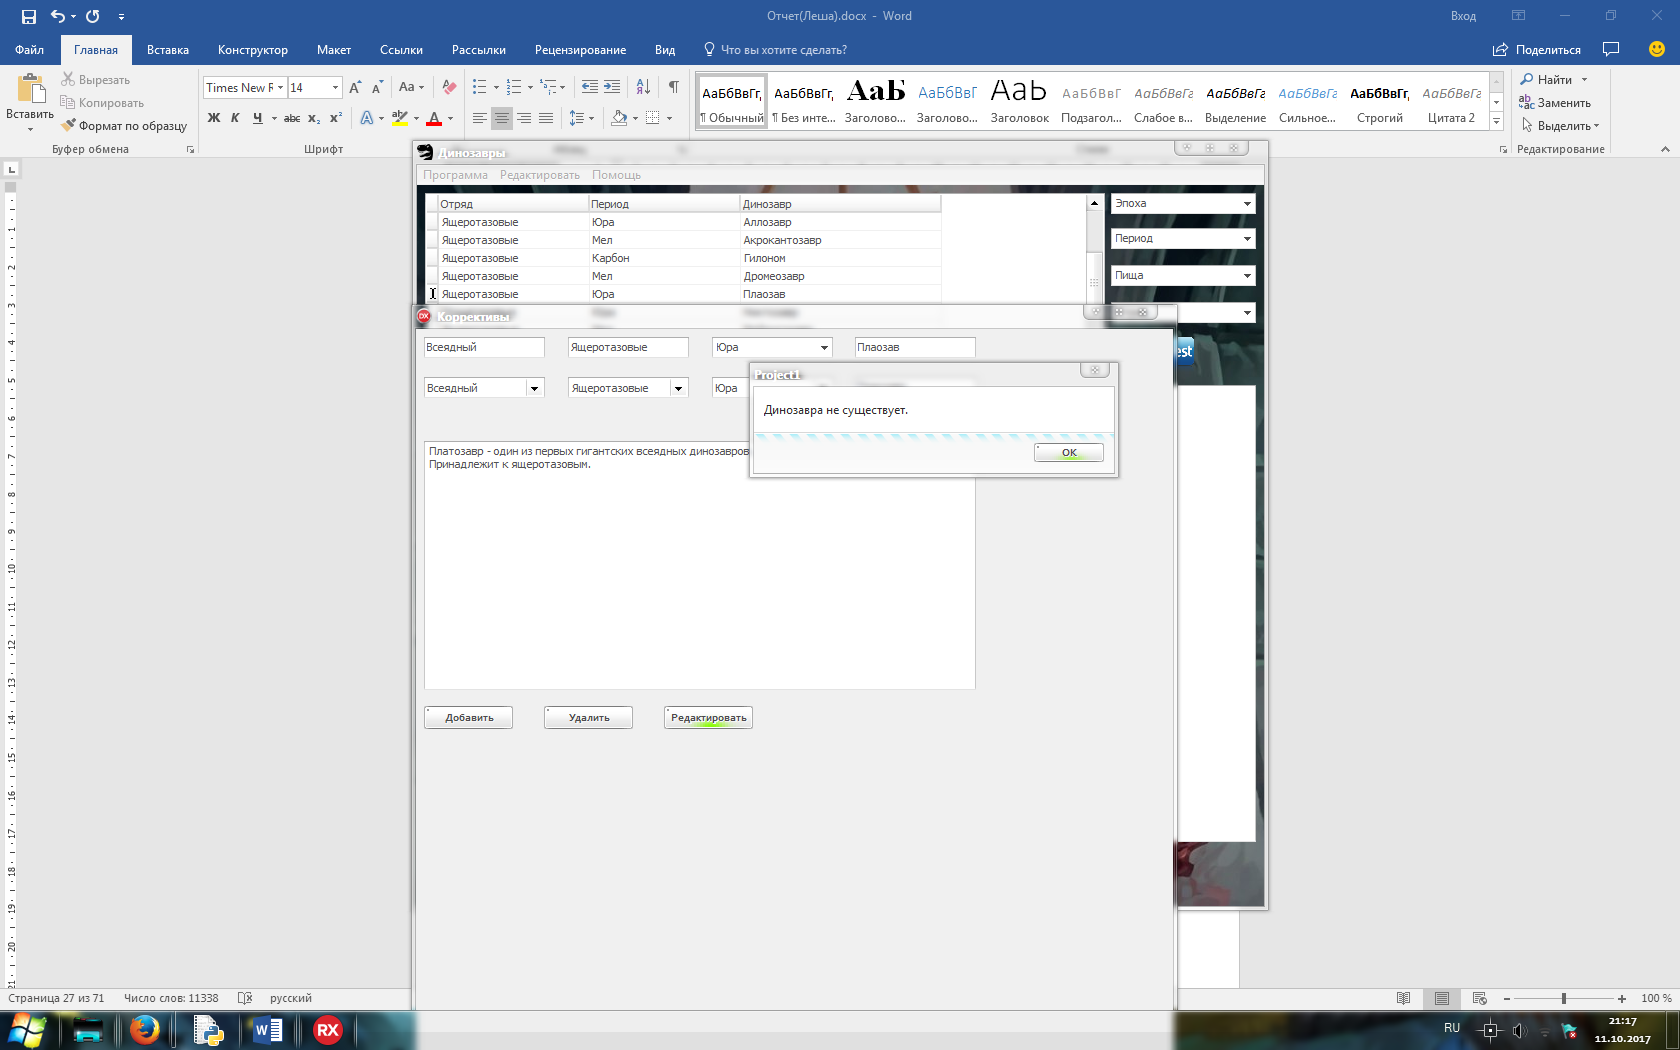 Отчет(Леша).docx - Word
Вход
Файл Главная Вставка Конструктор Макет Ссылки Рассылки Рецензирование Вид Что вы хотите сделать? Поделиться
Вставить
Вырезать
Копировать
Формат по образцу
Буфер обмена
Times New R 14
Aa
Ж К Ч abc x₂ x²
Шрифт
АаБбВвГг, АаБбВвГг, АаБ АаБбВвГ АаЬ АаБбВвГ АаБбВвГг АаБбВвГг АаБбВвГг АаБбВвГг, АаБбВвГг
¶ Обычный ¶ Без инте... Заголово... Заголово... Заголовок Подзагол... Слабое в... Выделение Сильное... Строгий Цитата 2
Найти
Заменить
Выделить
Редактирование
Динозавры
Программа Редактировать Помощь
Отряд Период Динозавр
Ящеротазовые Юра Аллозавр
Ящеротазовые Мел Акрокантозавр
Ящеротазовые Карбон Гилоном
Ящеротазовые Мел Дромеозавр
Ящеротазовые Юра Плаозав
Эпоха
Период
Пища
est
Коррективы
Всеядный Ящеротазовые Юра Плаозав
Всеядный Ящеротазовые Юра
Project1
Динозавра не существует.
OK
Платозавр - один из первых гигантских всеядных динозавров
Принадлежит к ящеротазовым.
Добавить Удалить Редактировать
Страница 27 из 71 Число слов: 11338 русский
100 %
RU
21:17
11.10.2017